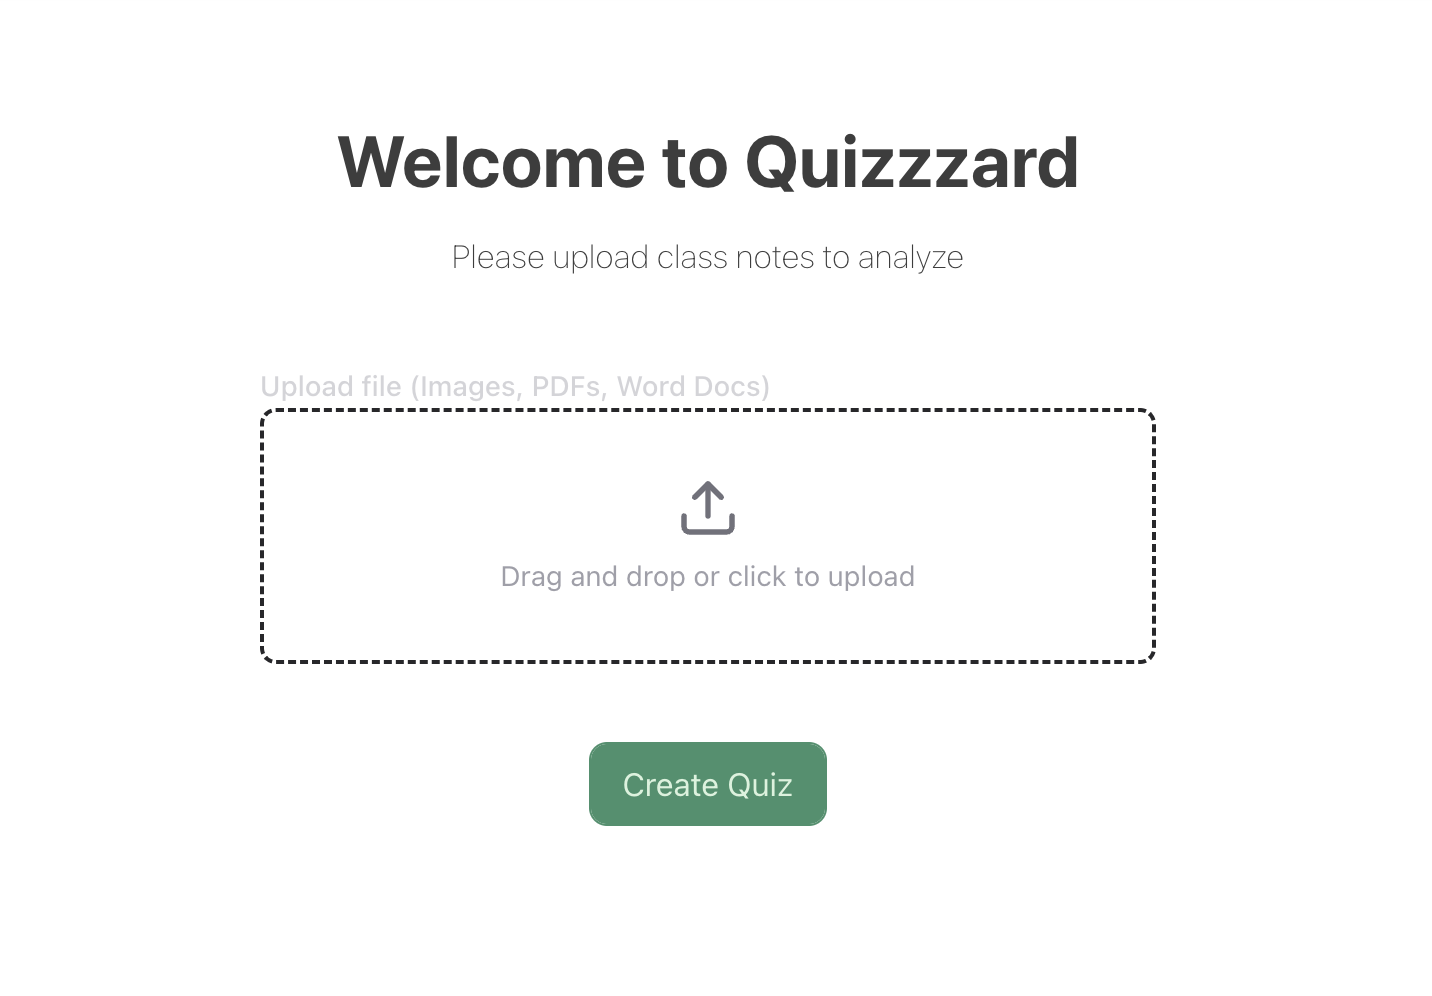 Welcome to Quizzzard
Please upload class notes to analyze
Upload file (Images, PDFs, Word Docs)
Drag and drop or click to upload
Create Quiz